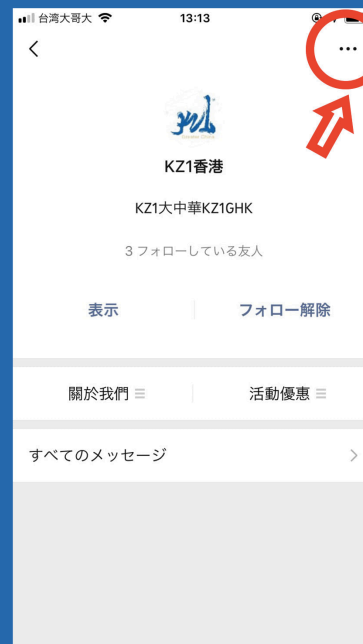 台湾大哥大
13:13
KZ1香港
KZ1大中華KZ1GHK
3 フォローしている友人
表示
フォロー解除
關於我們
活動優惠
すべてのメッセージ